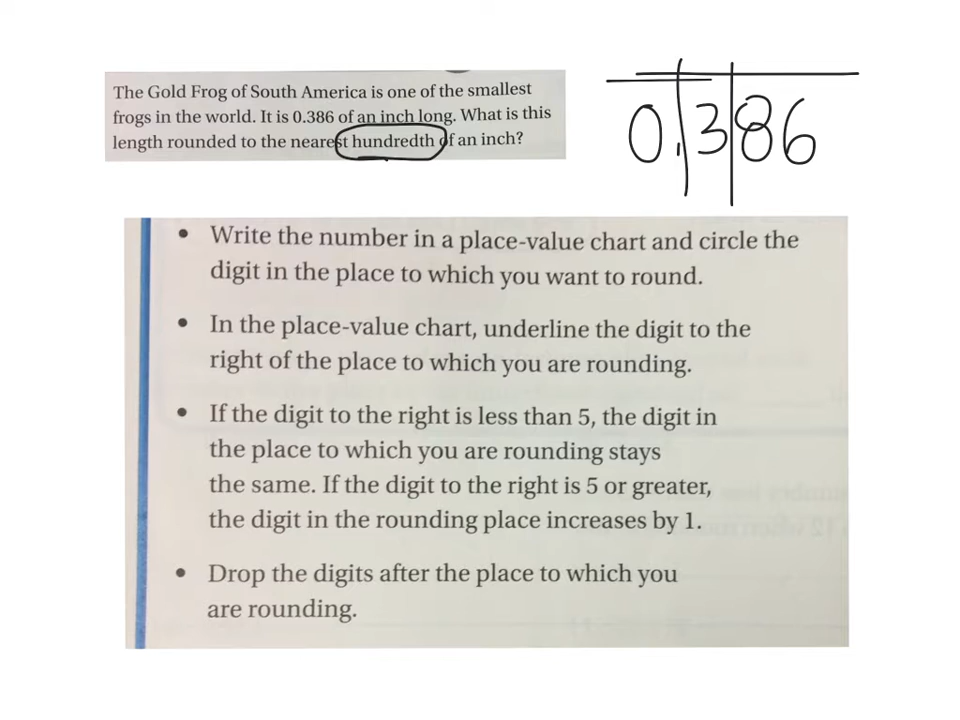 The Gold Frog of South America is one of the smallest
frogs in the world. It is 0.386 of an inch long. What is this
length rounded to the nearest hundredth of an inch?
0.386
• Write the number in a place-value chart and circle the
digit in the place to which you want to round.
• In the place-value chart, underline the digit to the
right of the place to which you are rounding.
• If the digit to the right is less than 5, the digit in
the place to which you are rounding stays
the same. If the digit to the right is 5 or greater,
the digit in the rounding place increases by 1.
• Drop the digits after the place to which you
are rounding.